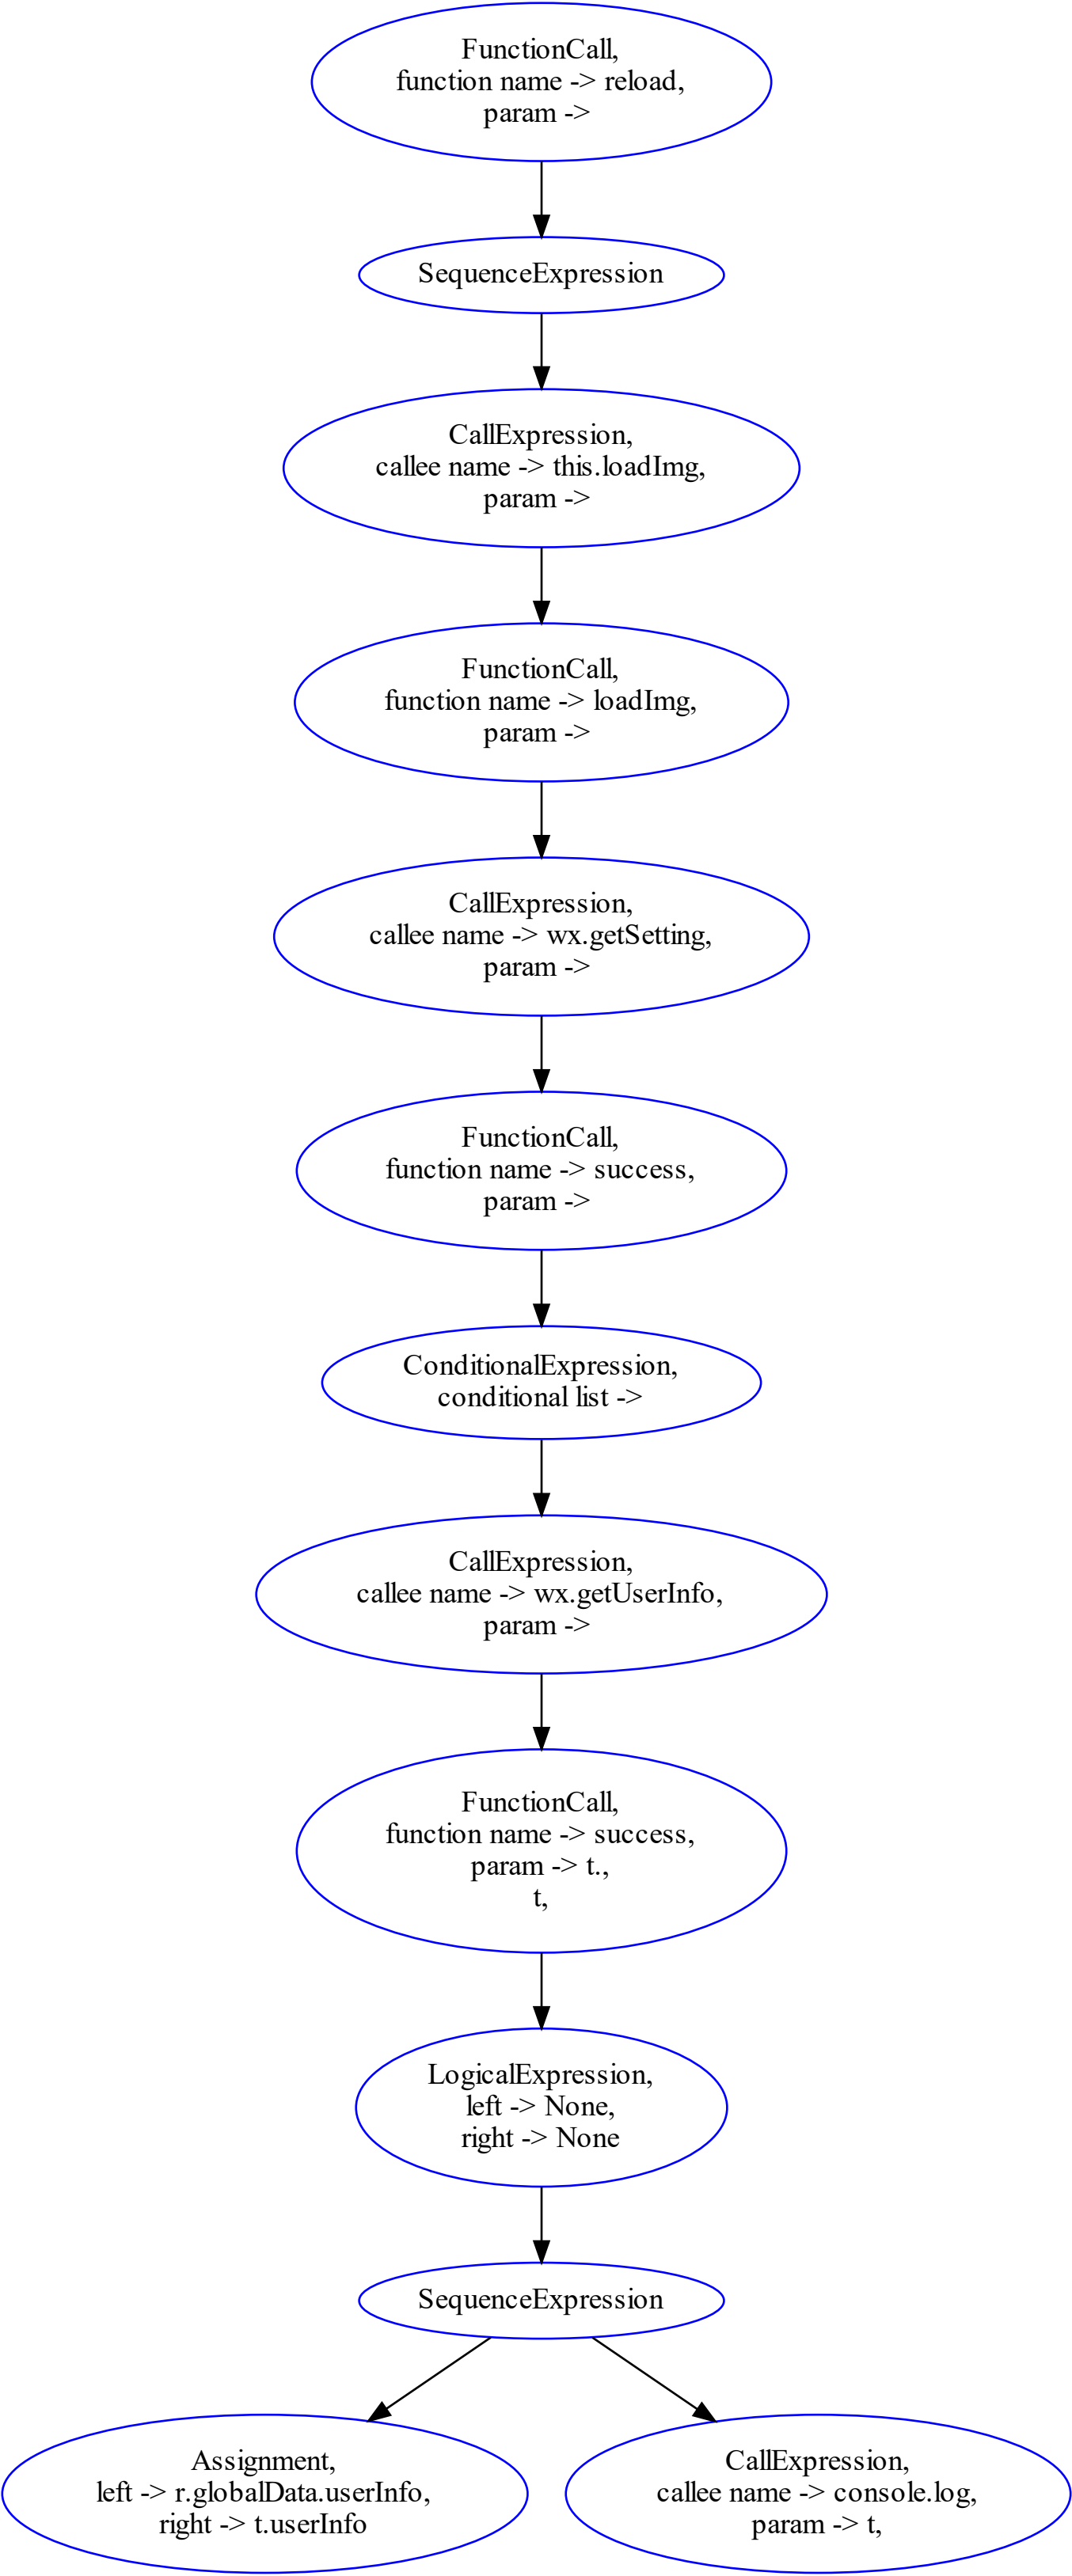 FunctionCall,
function name -> reload,
param ->
SequenceExpression
CallExpression,
callee name -> this.loadImg,
param ->
FunctionCall,
function name -> loadImg,
param ->
CallExpression,
callee name -> wx.getSetting,
param ->
FunctionCall,
function name -> success,
param ->
ConditionalExpression,
conditional list ->
CallExpression,
callee name -> wx.getUserInfo,
param ->
FunctionCall,
function name -> success,
param -> t.,
t,
LogicalExpression,
left -> None,
right -> None
SequenceExpression
Assignment,
left -> r.globalData.userInfo,
right -> t.userInfo
CallExpression,
callee name -> console.log,
param -> t,